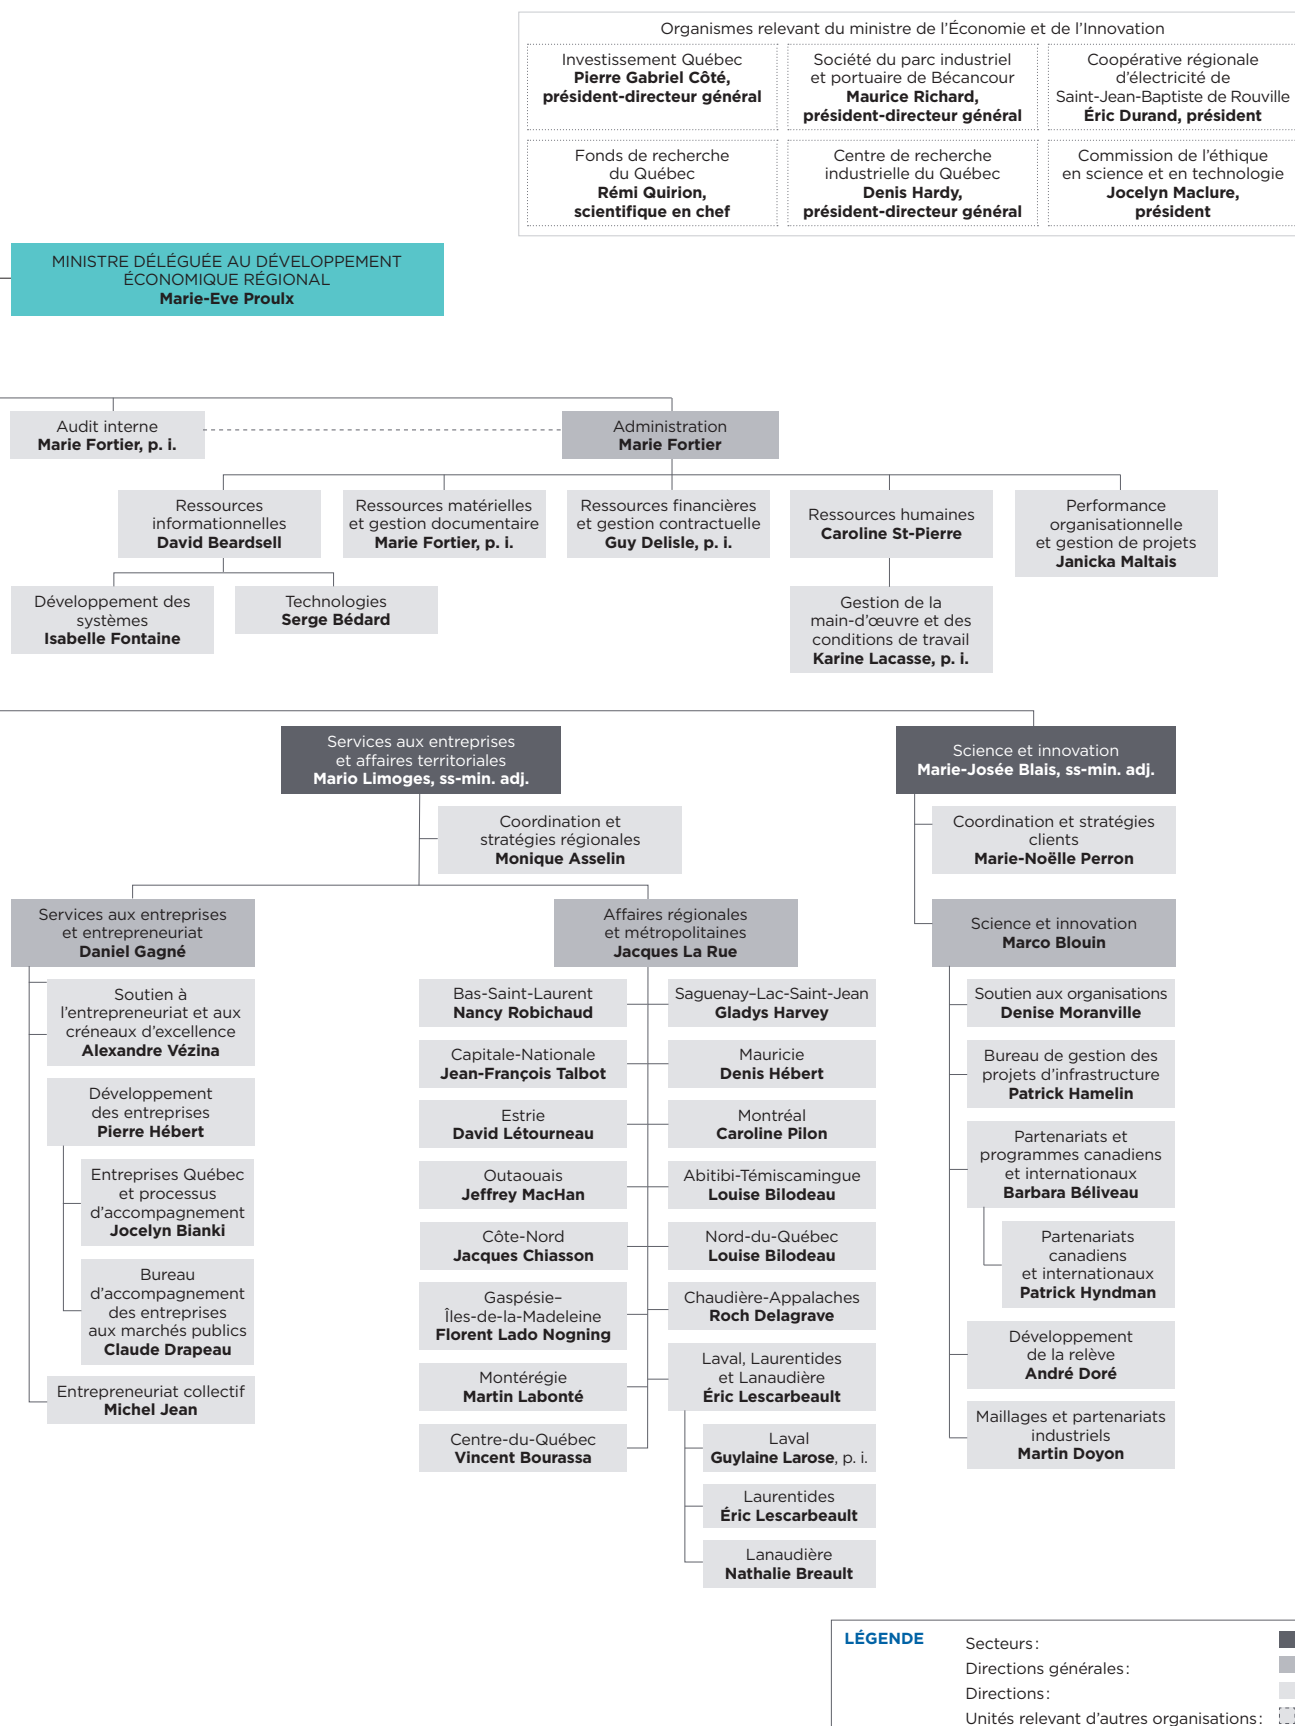 Organismes relevant du ministre de l’Économie et de l’Innovation
Investissement Québec
Pierre Gabriel Côté,
président-directeur général
Société du parc industriel
et portuaire de Bécancour
Maurice Richard,
président-directeur général
Coopérative régionale
d’électricité de
Saint-Jean-Baptiste de Rouville
Éric Durand, président
Fonds de recherche
du Québec
Rémi Quirion,
scientifique en chef
Centre de recherche
industrielle du Québec
Denis Hardy,
président-directeur général
Commission de l’éthique
en science et en technologie
Jocelyn Maclure,
président
MINISTRE DÉLÉGUÉE AU DÉVELOPPEMENT
ÉCONOMIQUE RÉGIONAL
Marie-Eve Proulx
Audit interne
Marie Fortier, p. i.
Administration
Marie Fortier
Ressources
informationnelles
David Beardsell
Ressources matérielles
et gestion documentaire
Marie Fortier, p. i.
Ressources financières
et gestion contractuelle
Guy Delisle, p. i.
Ressources humaines
Caroline St-Pierre
Performance
organisationnelle
et gestion de projets
Janicka Maltais
Développement des
systèmes
Isabelle Fontaine
Technologies
Serge Bédard
Gestion de la
main-d’œuvre et des
conditions de travail
Karine Lacasse, p. i.
Services aux entreprises
et affaires territoriales
Mario Limoges, ss-min. adj.
Science et innovation
Marie-Josée Blais, ss-min. adj.
Coordination et
stratégies régionales
Monique Asselin
Coordination et stratégies
clients
Marie-Noëlle Perron
Services aux entreprises
et entrepreneuriat
Daniel Gagné
Affaires régionales
et métropolitaines
Jacques La Rue
Science et innovation
Marco Blouin
Soutien à
l’entrepreneuriat et aux
créneaux d’excellence
Alexandre Vézina
Développement
des entreprises
Pierre Hébert
Entreprises Québec
et processus
d’accompagnement
Jocelyn Bianki
Bureau
d’accompagnement
des entreprises
aux marchés publics
Claude Drapeau
Entrepreneuriat collectif
Michel Jean
Bas-Saint-Laurent
Nancy Robichaud
Saguenay–Lac-Saint-Jean
Gladys Harvey
Capitale-Nationale
Jean-François Talbot
Mauricie
Denis Hébert
Estrie
David Létourneau
Montréal
Caroline Pilon
Outaouais
Jeffrey MacHan
Abitibi-Témiscamingue
Louise Bilodeau
Côte-Nord
Jacques Chiasson
Nord-du-Québec
Louise Bilodeau
Gaspésie–
Îles-de-la-Madeleine
Florent Lado Nogning
Chaudière-Appalaches
Roch Delagrave
Montérégie
Martin Labonté
Laval, Laurentides
et Lanaudière
Éric Lescarbeault
Centre-du-Québec
Vincent Bourassa
Laval
Guylaine Larose, p. i.
Laurentides
Éric Lescarbeault
Lanaudière
Nathalie Breault
Soutien aux organisations
Denise Moranville
Bureau de gestion des
projets d’infrastructure
Patrick Hamelin
Partenariats et
programmes canadiens
et internationaux
Barbara Béliveau
Partenariats
canadiens
et internationaux
Patrick Hyndman
Développement
de la relève
André Doré
Maillages et partenariats
industriels
Martin Doyon
LÉGENDE
Secteurs :
Directions générales :
Directions :
Unités relevant d’autres organisations :